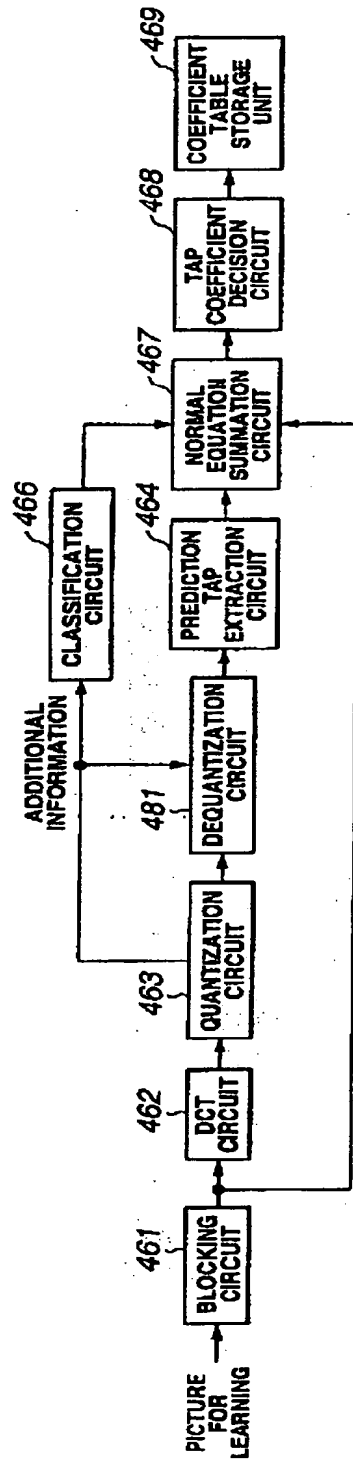 PICTURE
FOR
LEARNING
461
BLOCKING
CIRCUIT
462
DCT
CIRCUIT
463
QUANTIZATION
CIRCUIT
ADDITIONAL
INFORMATION
481
DEQUANTIZATION
CIRCUIT
466
CLASSIFICATION
CIRCUIT
464
PREDICTION
TAP
EXTRACTION
CIRCUIT
467
NORMAL
EQUATION
SUMMATION
CIRCUIT
468
TAP
COEFFICIENT
DECISION
CIRCUIT
469
COEFFICIENT
TABLE
STORAGE
UNIT